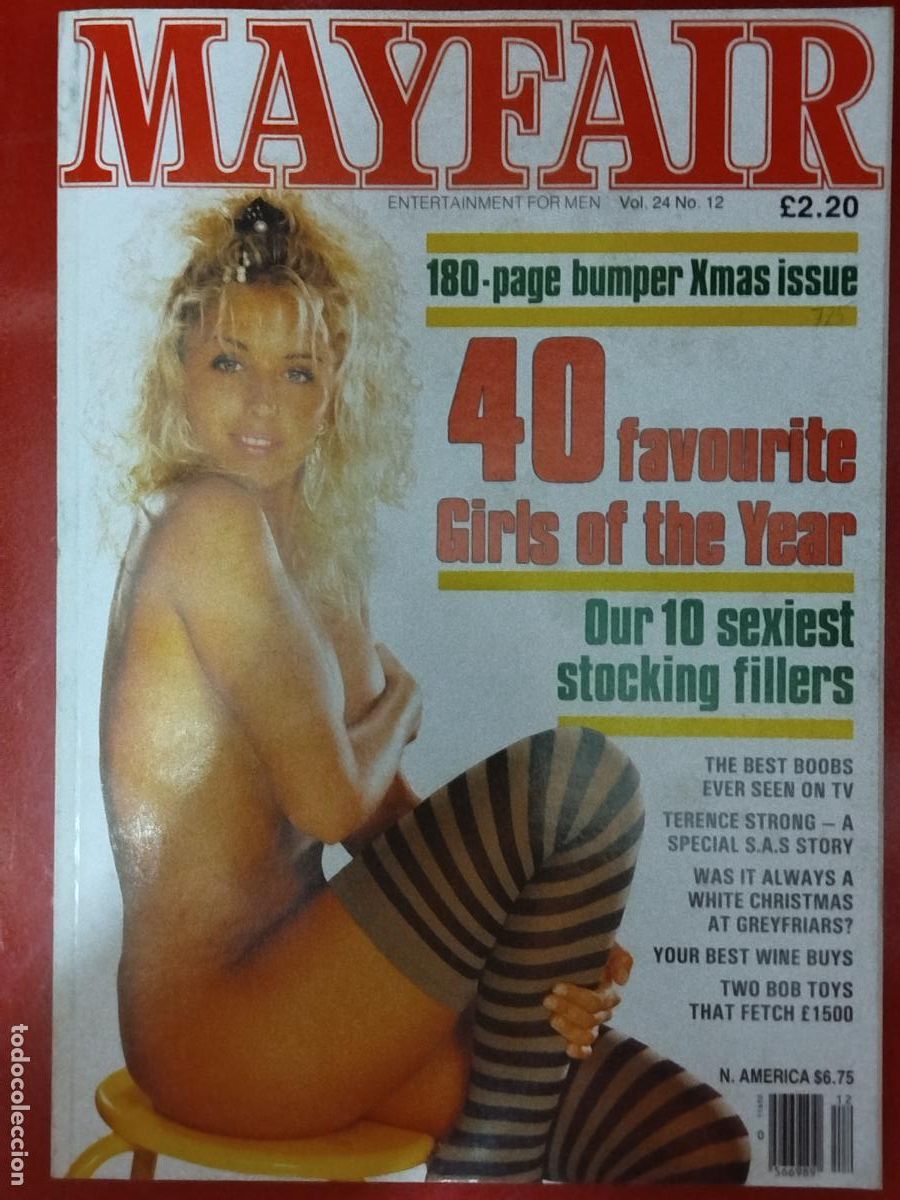 MAYFAIR
ENTERTAINMENT FOR MEN Vol. 24 No. 12 £2.20
180-page bumper Xmas issue
40 favourite
Girls of the Year
Our 10 sexiest
stocking fillers
THE BEST BOOBS
EVER SEEN ON TV
TERENCE STRONG – A
SPECIAL S.A.S STORY
WAS IT ALWAYS A
WHITE CHRISTMAS
AT GREYFRIARS?
YOUR BEST WINE BUYS
TWO BOB TOYS
THAT FETCH £1500
N. AMERICA $6.75
12
0
todocoleccion